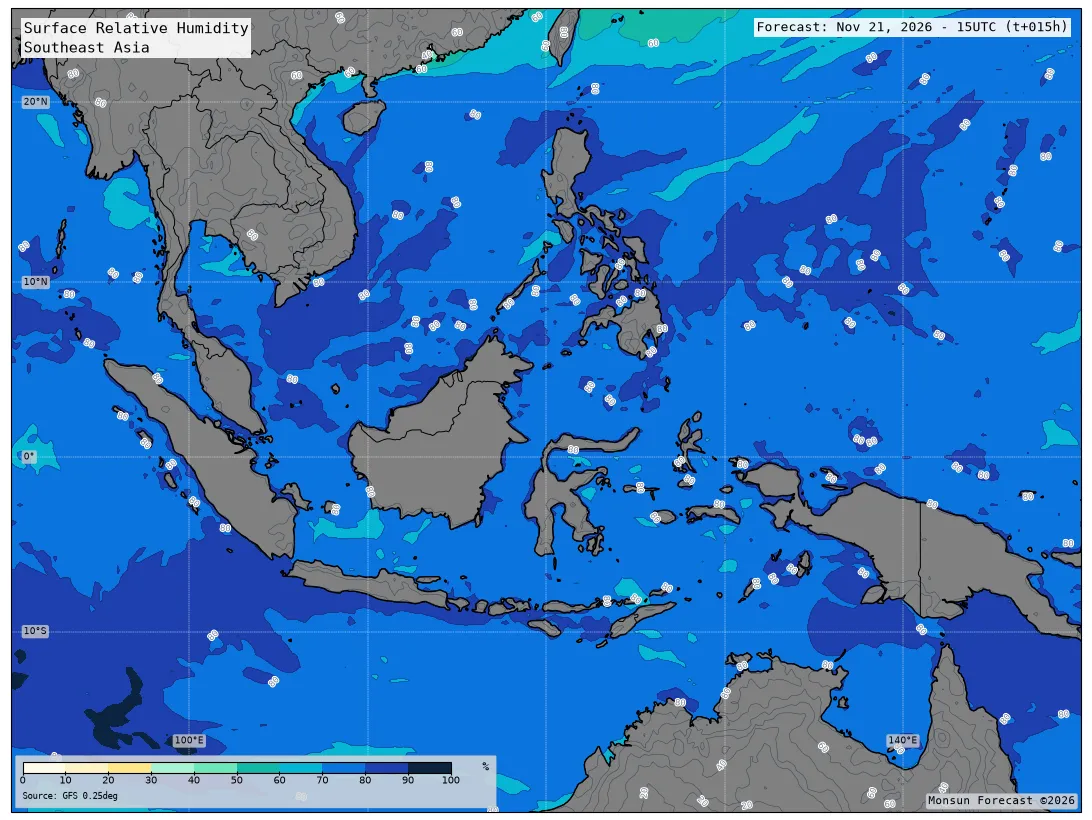 Surface Relative Humidity
Southeast Asia
Forecast: Nov 21, 2026 - 15UTC (t+015h)
20°N
10°N
0°
10°S
100°E
140°E
%
0 10 20 30 40 50 60 70 80 90 100
Source: GFS 0.25deg
Monsun Forecast ©2026